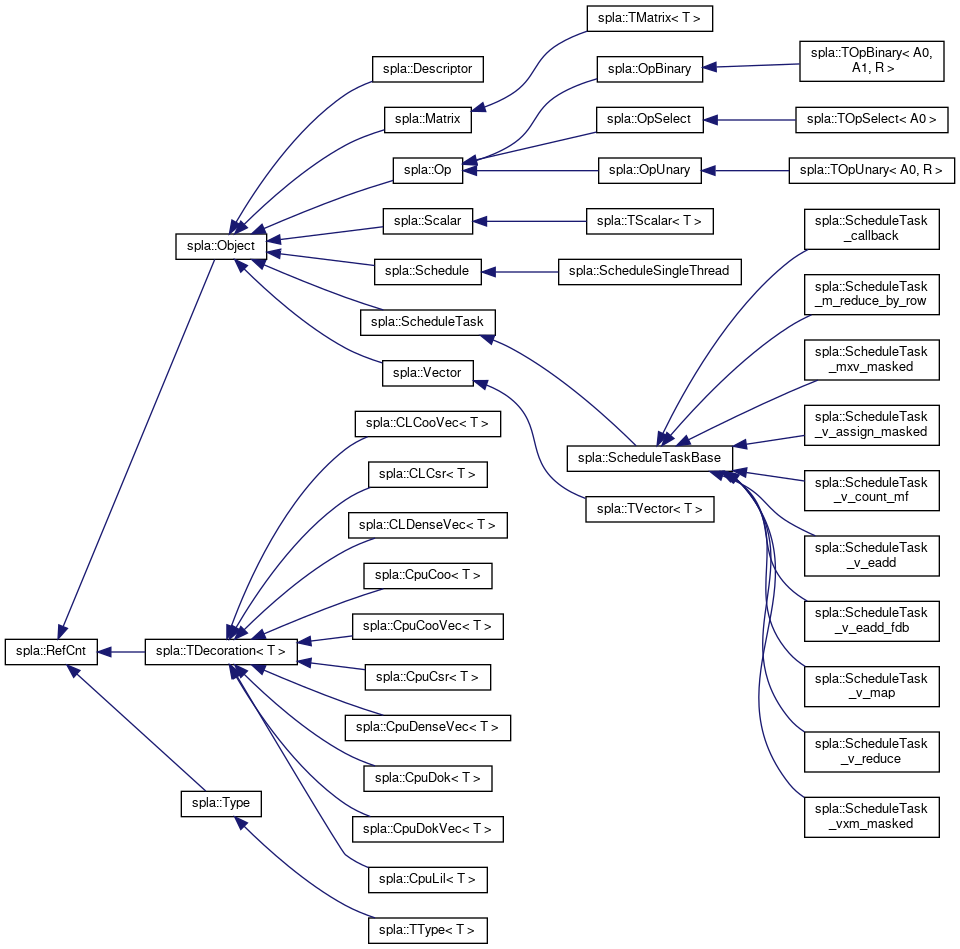 spla::TMatrix< T >
spla::Descriptor
spla::OpBinary
spla::TOpBinary< A0,
A1, R >
spla::Matrix
spla::OpSelect
spla::TOpSelect< A0 >
spla::Op
spla::OpUnary
spla::TOpUnary< A0, R >
spla::Scalar
spla::TScalar< T >
spla::ScheduleTask
_callback
spla::Object
spla::Schedule
spla::ScheduleSingleThread
spla::ScheduleTask
_m_reduce_by_row
spla::ScheduleTask
spla::ScheduleTask
_mxv_masked
spla::Vector
spla::CLCooVec< T >
spla::ScheduleTask
_v_assign_masked
spla::ScheduleTaskBase
spla::CLCsr< T >
spla::ScheduleTask
_v_count_mf
spla::TVector< T >
spla::CLDenseVec< T >
spla::ScheduleTask
_v_eadd
spla::CpuCoo< T >
spla::CpuCooVec< T >
spla::ScheduleTask
_v_eadd_fdb
spla::RefCnt
spla::TDecoration< T >
spla::CpuCsr< T >
spla::ScheduleTask
_v_map
spla::CpuDenseVec< T >
spla::ScheduleTask
_v_reduce
spla::CpuDok< T >
spla::Type
spla::CpuDokVec< T >
spla::ScheduleTask
_vxm_masked
spla::CpuLil< T >
spla::TType< T >